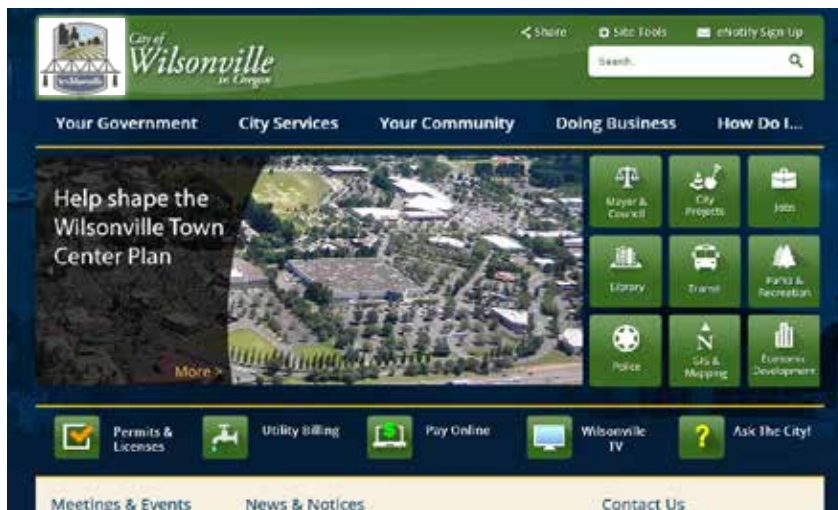 City of
Wilsonville
in Oregon
Share
Site Tools
eNotify Sign Up
Search.
Your Government
City Services
Your Community
Doing Business
How Do I...
Help shape the
Wilsonville Town
Center Plan
More >
Mayor &
Council
City
Projects
Jobs
Library
Transit
Parks &
Recreation
Police
GIS &
Mapping
Economic
Development
Permits &
Licenses
Utility Billing
Pay Online
Wilsonville
TV
Ask The City!
Meetings & Events
News & Notices
Contact Us